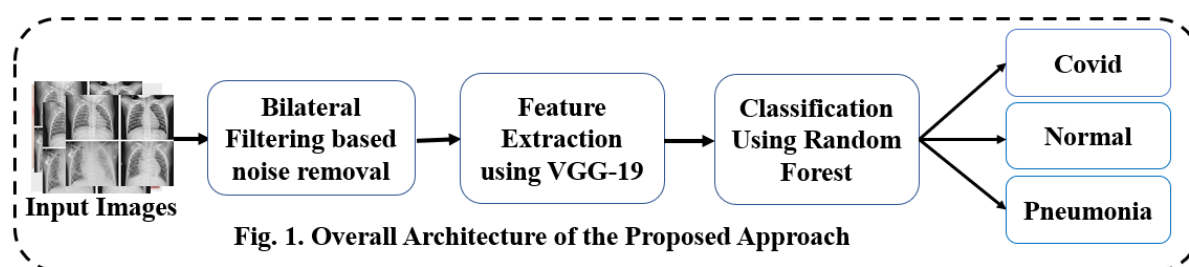 Input Images
Bilateral
Filtering based
noise removal
Feature
Extraction
using VGG-19
Classification
Using Random
Forest
Covid
Normal
Pneumonia
Fig. 1. Overall Architecture of the Proposed Approach